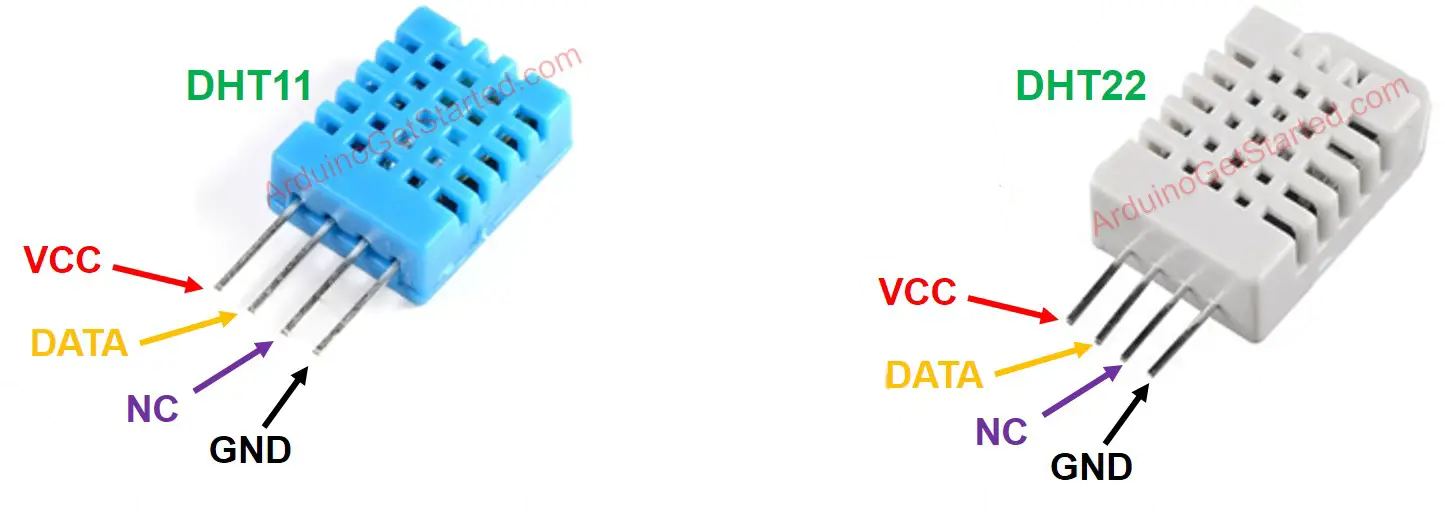 DHT11
ArduinoGetStarted.com
VCC
DATA
NC
GND
DHT22
ArduinoGetStarted.com
VCC
DATA
NC
GND